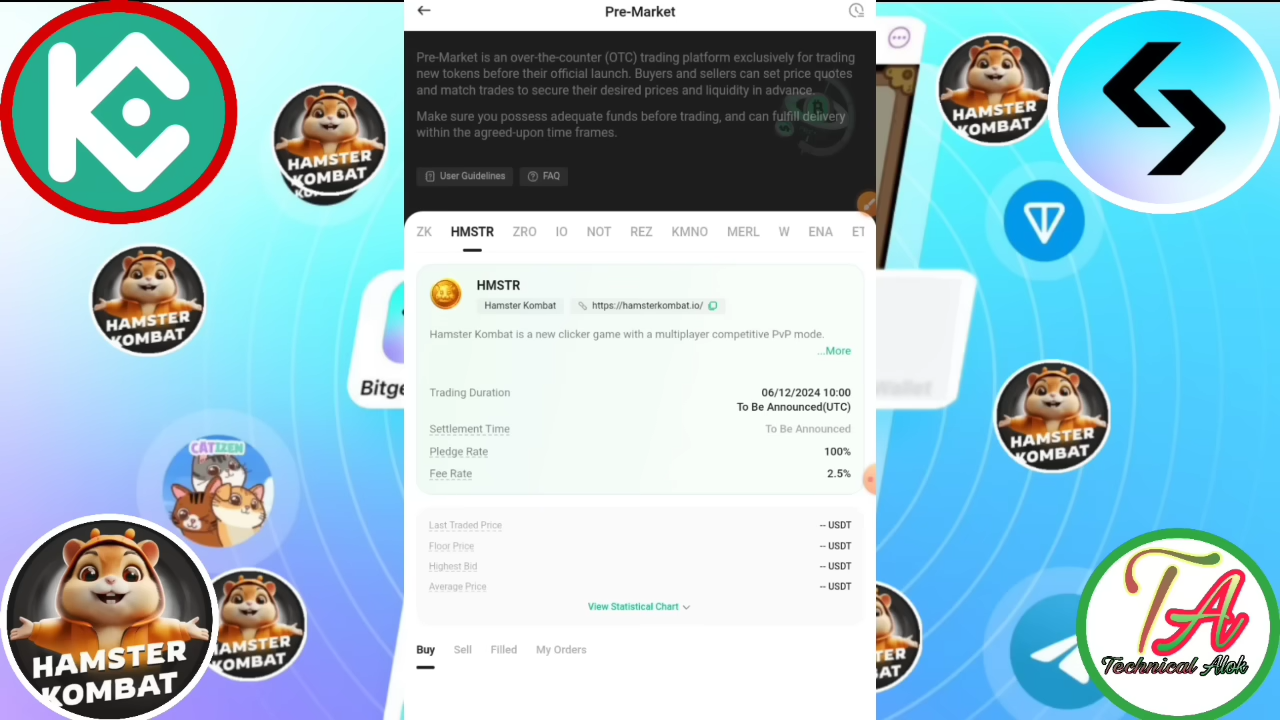 Pre-Market
Pre-Market is an over-the-counter (OTC) trading platform exclusively for trading
new tokens before their official launch. Buyers and sellers can set price quotes
and match trades to secure their desired prices and liquidity in advance.
Make sure you possess adequate funds before trading, and can fulfill delivery
within the agreed-upon time frames.
User Guidelines FAQ
ZK HMSTR ZRO IO NOT REZ KMNO MERL W ENA ET
HMSTR
Hamster Kombat https://hamsterkombat.io/
Hamster Kombat is a new clicker game with a multiplayer competitive PvP mode.
...More
Trading Duration 06/12/2024 10:00
To Be Announced(UTC)
Settlement Time To Be Announced
Pledge Rate 100%
Fee Rate 2.5%
Last Traded Price -- USDT
Floor Price -- USDT
Highest Bid -- USDT
Average Price -- USDT
View Statistical Chart
Buy Sell Filled My Orders
HAMSTER
KOMBAT
HAMSTER
KOMBAT
Bitge
CATIZEN
HAMSTER
KOMBAT
HAMSTER
KOMBAT
HAMSTER
KOMBAT
HAMSTER
KOMBAT
TA
Technical Alok